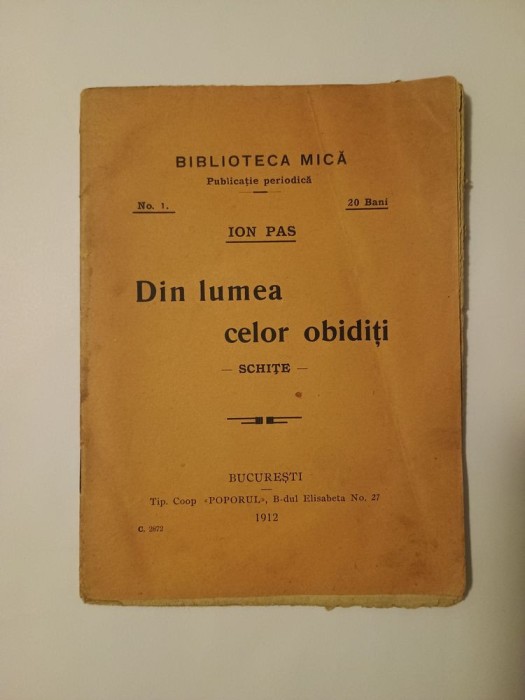 BIBLIOTECA MICĂ
Publicație periodică
No. 1. 20 Bani
ION PAS
Din lumea
celor obidiți
— SCHIȚE —
BUCUREȘTI
Tip. Coop «POPORUL», B-dul Elisabeta No. 27
1912
C. 2672